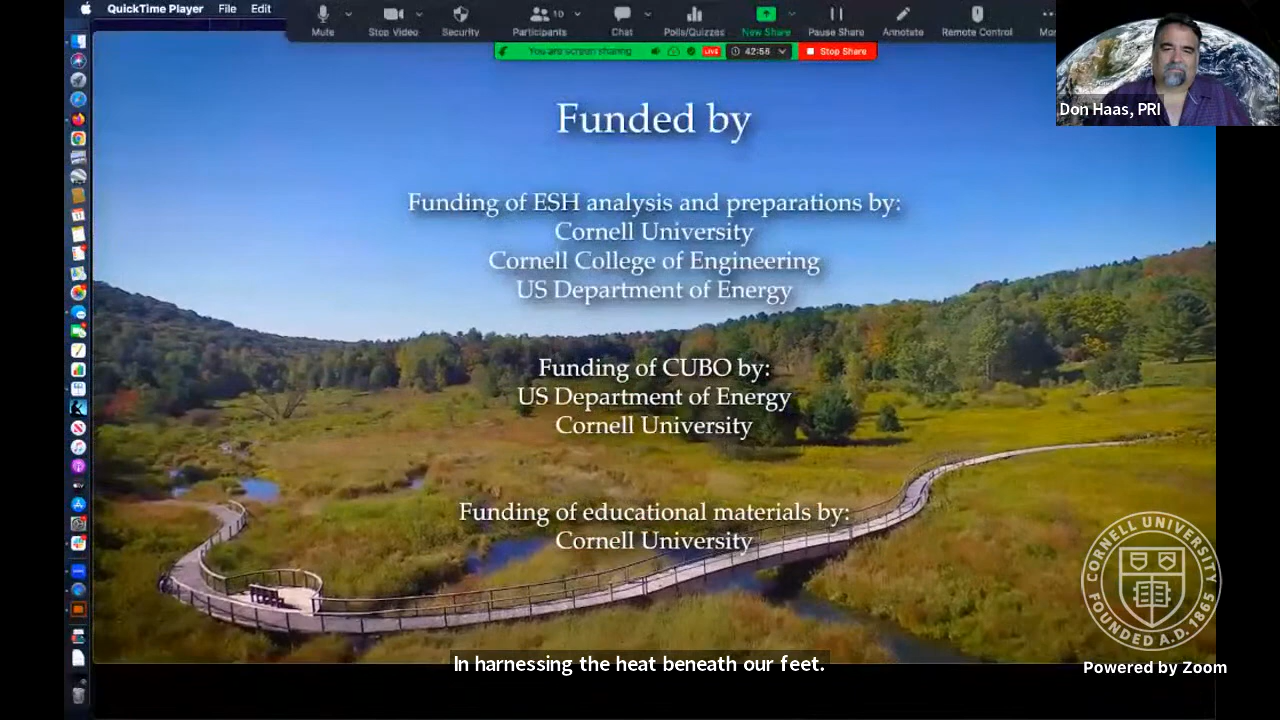 QuickTime Player File Edit
Mute Stop Video Security Participants 10 Chat Polls/Quizzes New Share Pause Share Annotate Remote Control
You are screen sharing LIVE 42:56 Stop Share
Don Haas, PRI
Funded by
Funding of ESH analysis and preparations by:
Cornell University
Cornell College of Engineering
US Department of Energy
Funding of CUBO by:
US Department of Energy
Cornell University
Funding of educational materials by:
Cornell University
In harnessing the heat beneath our feet.
CORNELL UNIVERSITY
FOUNDED A.D. 1865
Powered by Zoom